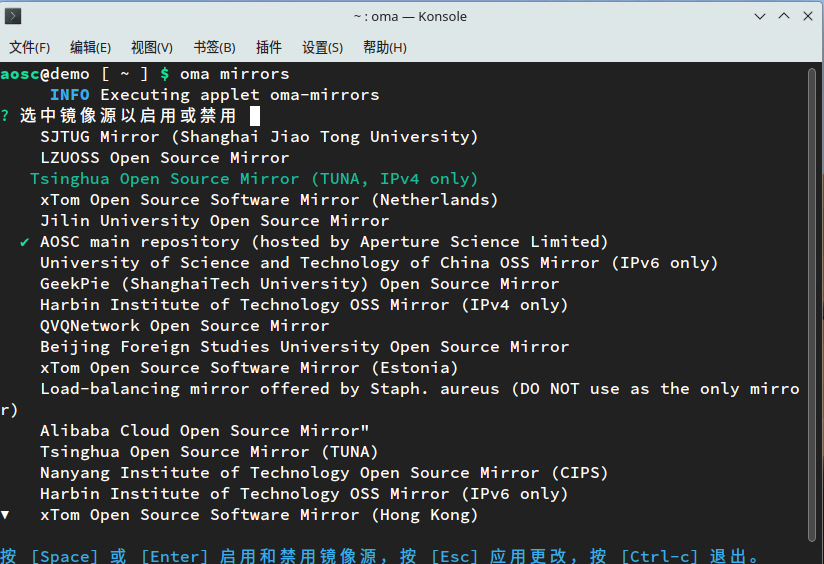 ~ : oma — Konsole
文件(F) 编辑(E) 视图(V) 书签(B) 插件 设置(S) 帮助(H)
aosc@demo [ ~ ] $ oma mirrors
INFO Executing applet oma-mirrors
? 选中镜像源以启用或禁用
SJTUG Mirror (Shanghai Jiao Tong University)
LZUOSS Open Source Mirror
Tsinghua Open Source Mirror (TUNA, IPv4 only)
xTom Open Source Software Mirror (Netherlands)
Jilin University Open Source Mirror
✔ AOSC main repository (hosted by Aperture Science Limited)
University of Science and Technology of China OSS Mirror (IPv6 only)
GeekPie (ShanghaiTech University) Open Source Mirror
Harbin Institute of Technology OSS Mirror (IPv4 only)
QVQNetwork Open Source Mirror
Beijing Foreign Studies University Open Source Mirror
xTom Open Source Software Mirror (Estonia)
Load-balancing mirror offered by Staph. aureus (DO NOT use as the only mirro
r)
Alibaba Cloud Open Source Mirror"
Tsinghua Open Source Mirror (TUNA)
Nanyang Institute of Technology Open Source Mirror (CIPS)
Harbin Institute of Technology OSS Mirror (IPv6 only)
▼ xTom Open Source Software Mirror (Hong Kong)
按 [Space] 或 [Enter] 启用和禁用镜像源，按 [Esc] 应用更改，按 [Ctrl-c] 退出。